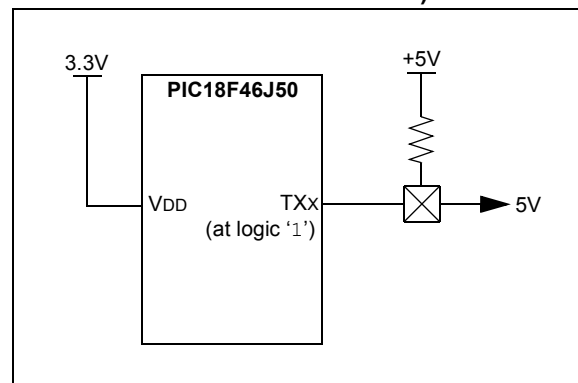 3.3V
+5V
PIC18F46J50
VDD
TXX
5V
(at logic ‘1’)